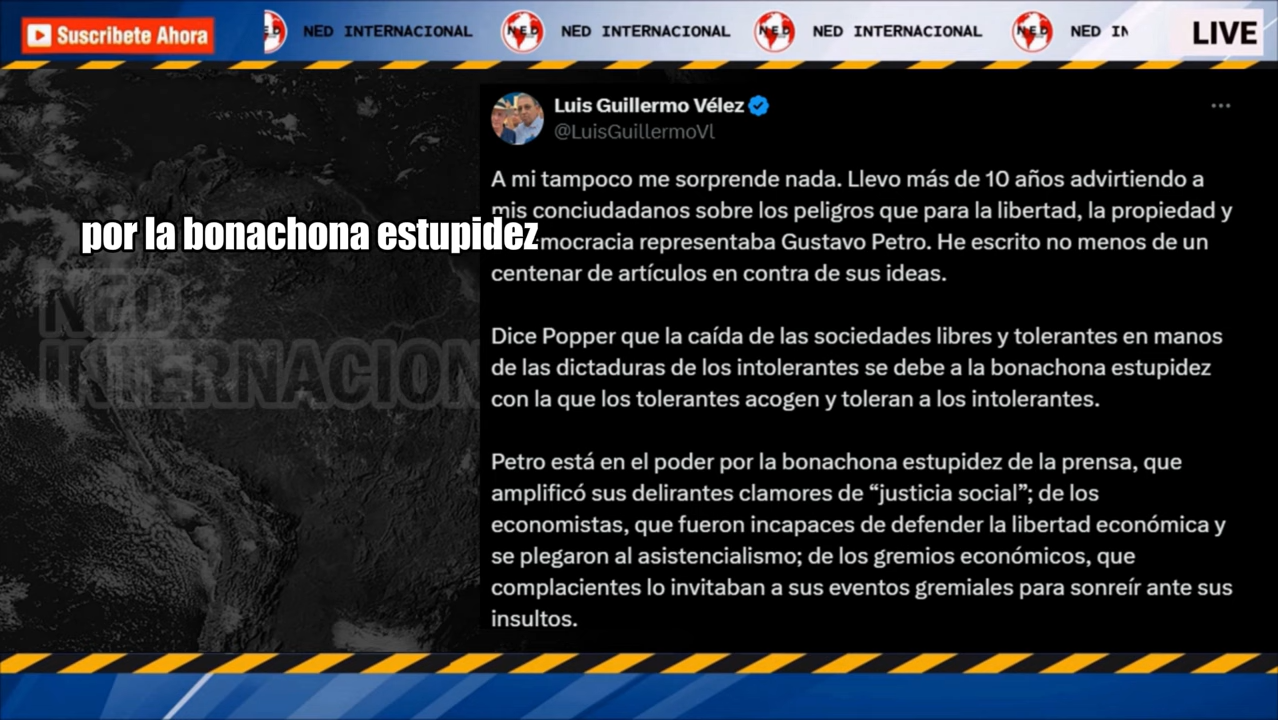 Suscribete Ahora
NED INTERNACIONAL NED NED INTERNACIONAL NED NED INTERNACIONAL NED NED
LIVE
Luis Guillermo Vélez
@LuisGuillermoVl
A mi tampoco me sorprende nada. Llevo más de 10 años advirtiendo a
mis conciudadanos sobre los peligros que para la libertad, la propiedad y
por la bonachona estupidez
mocracia representaba Gustavo Petro. He escrito no menos de un
centenar de artículos en contra de sus ideas.
Dice Popper que la caída de las sociedades libres y tolerantes en manos
de las dictaduras de los intolerantes se debe a la bonachona estupidez
con la que los tolerantes acogen y toleran a los intolerantes.
Petro está en el poder por la bonachona estupidez de la prensa, que
amplificó sus delirantes clamores de “justicia social”; de los
economistas, que fueron incapaces de defender la libertad económica y
se plegaron al asistencialismo; de los gremios económicos, que
complacientes lo invitaban a sus eventos gremiales para sonreír ante sus
insultos.
NED
INTERNACION